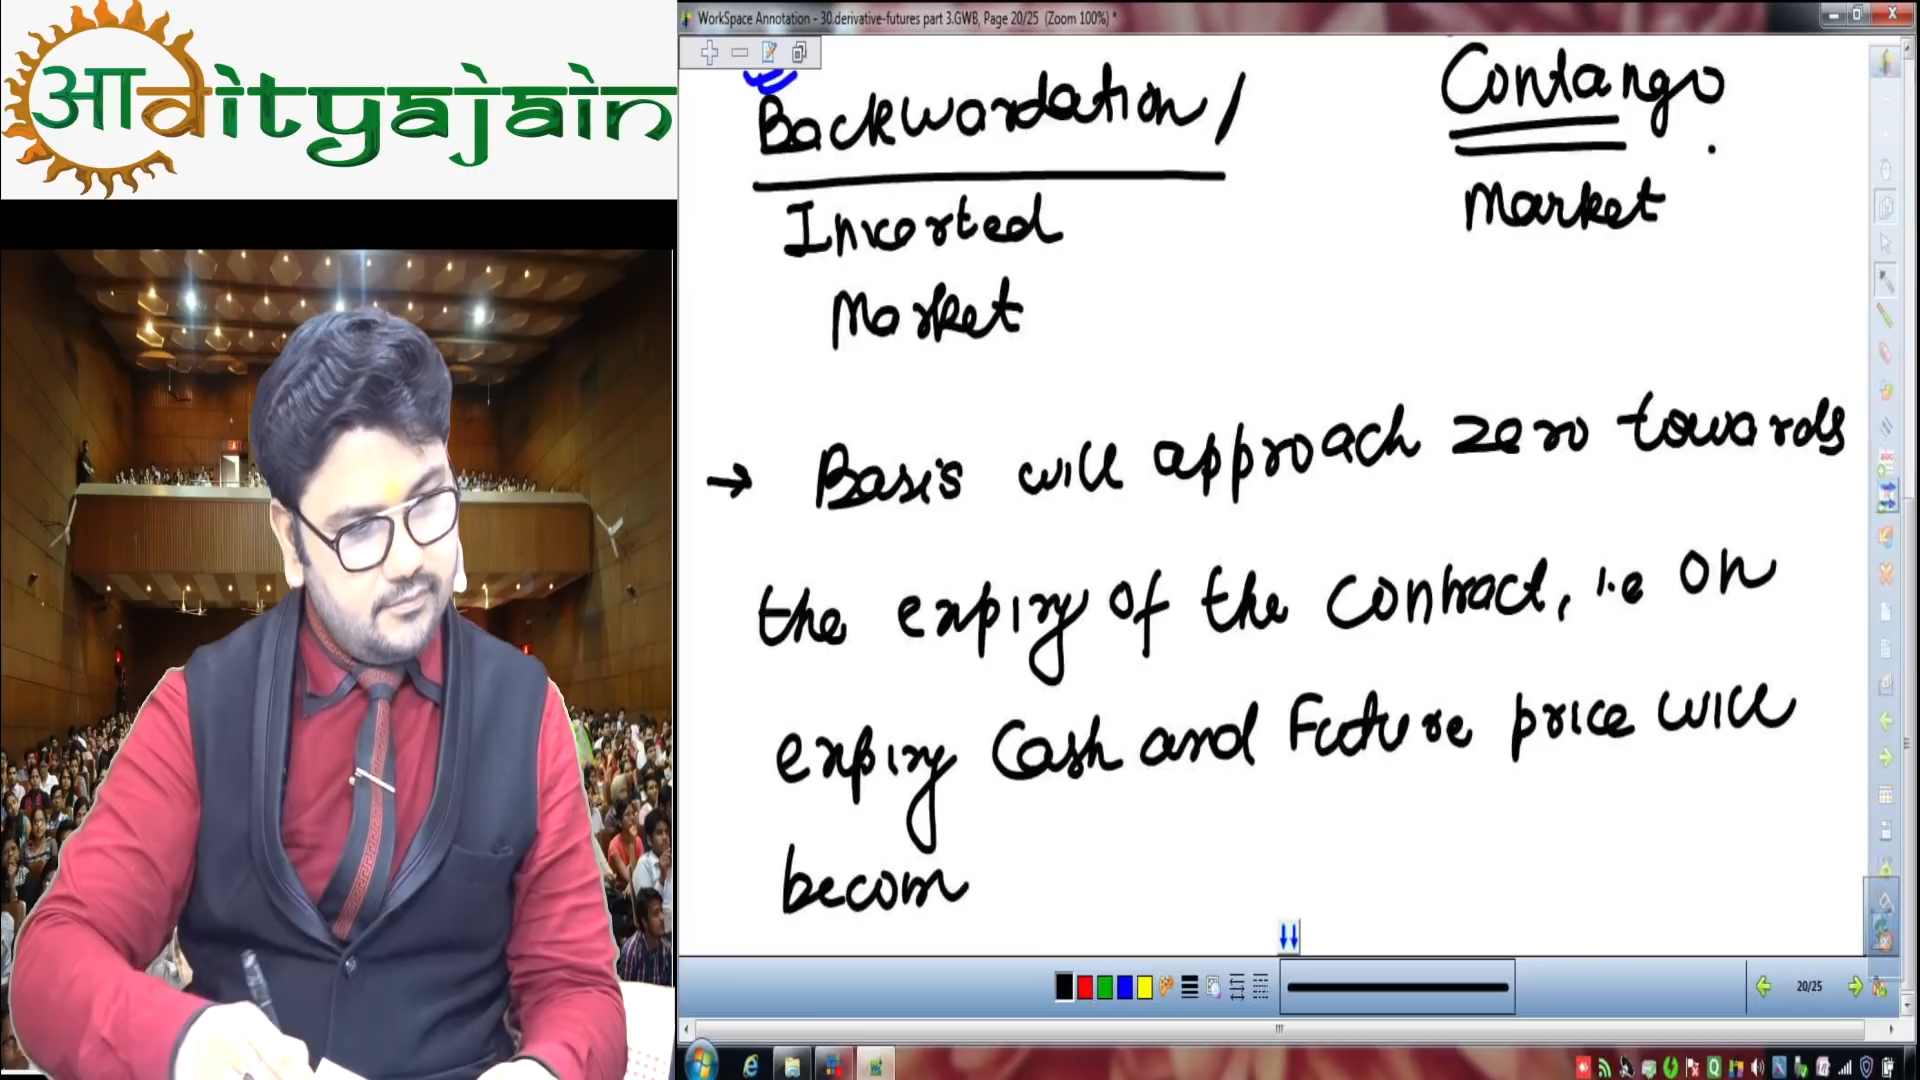 आdityajain
WorkSpace Annotation - 30.derivative-futures part 3.GWB, Page 20/25 (Zoom 100%) *
Backwardation / Contango
Inverted Market
Market
→ Basis will approach zero towards
the expiry of the contract, i.e on
expiry Cash and Future price will
becom
20/25